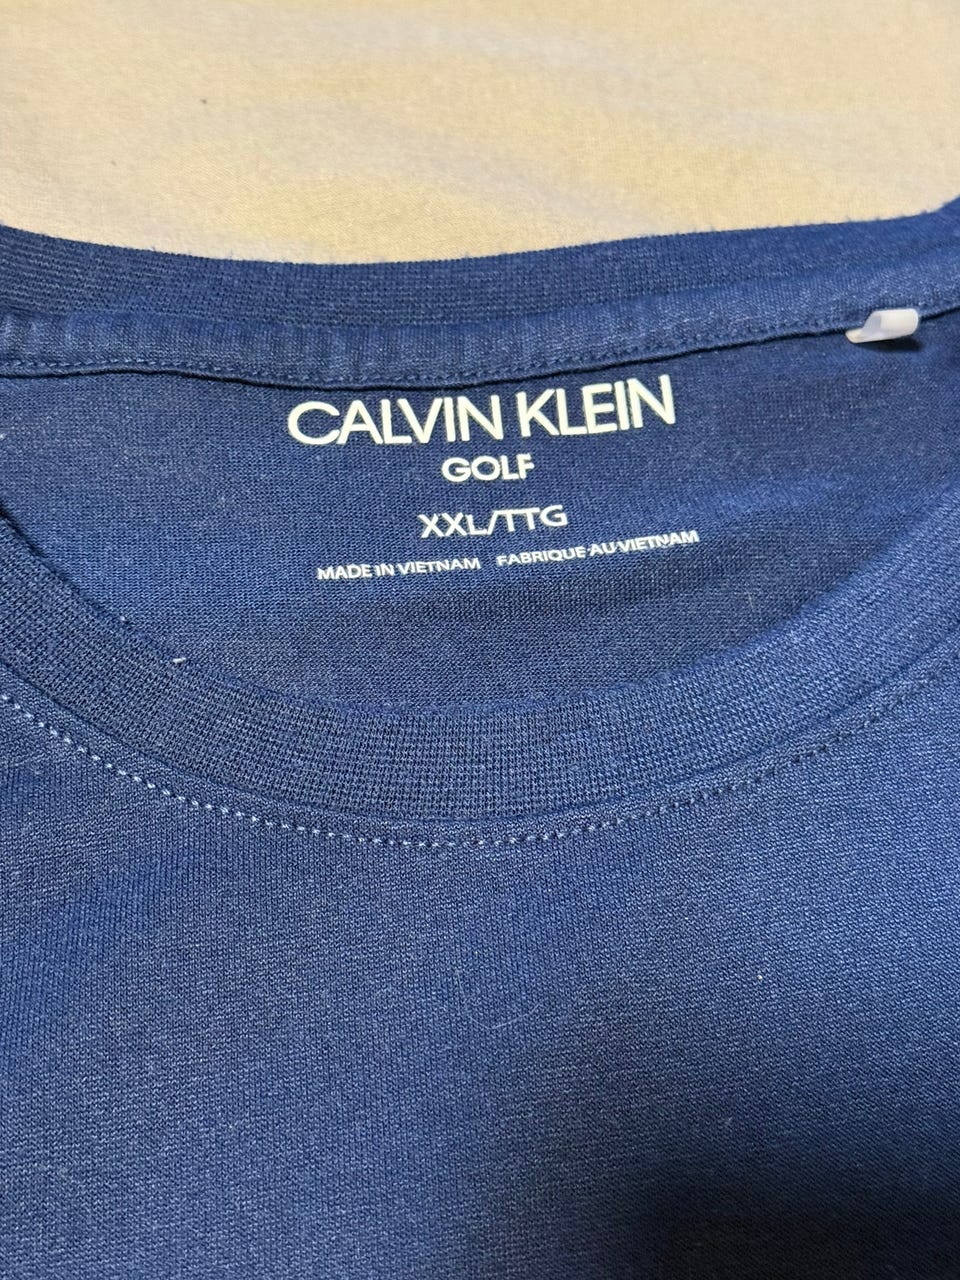 CALVIN KLEIN
GOLF
XXL/TTG
MADE IN VIETNAM FABRIQUE AU VIETNAM